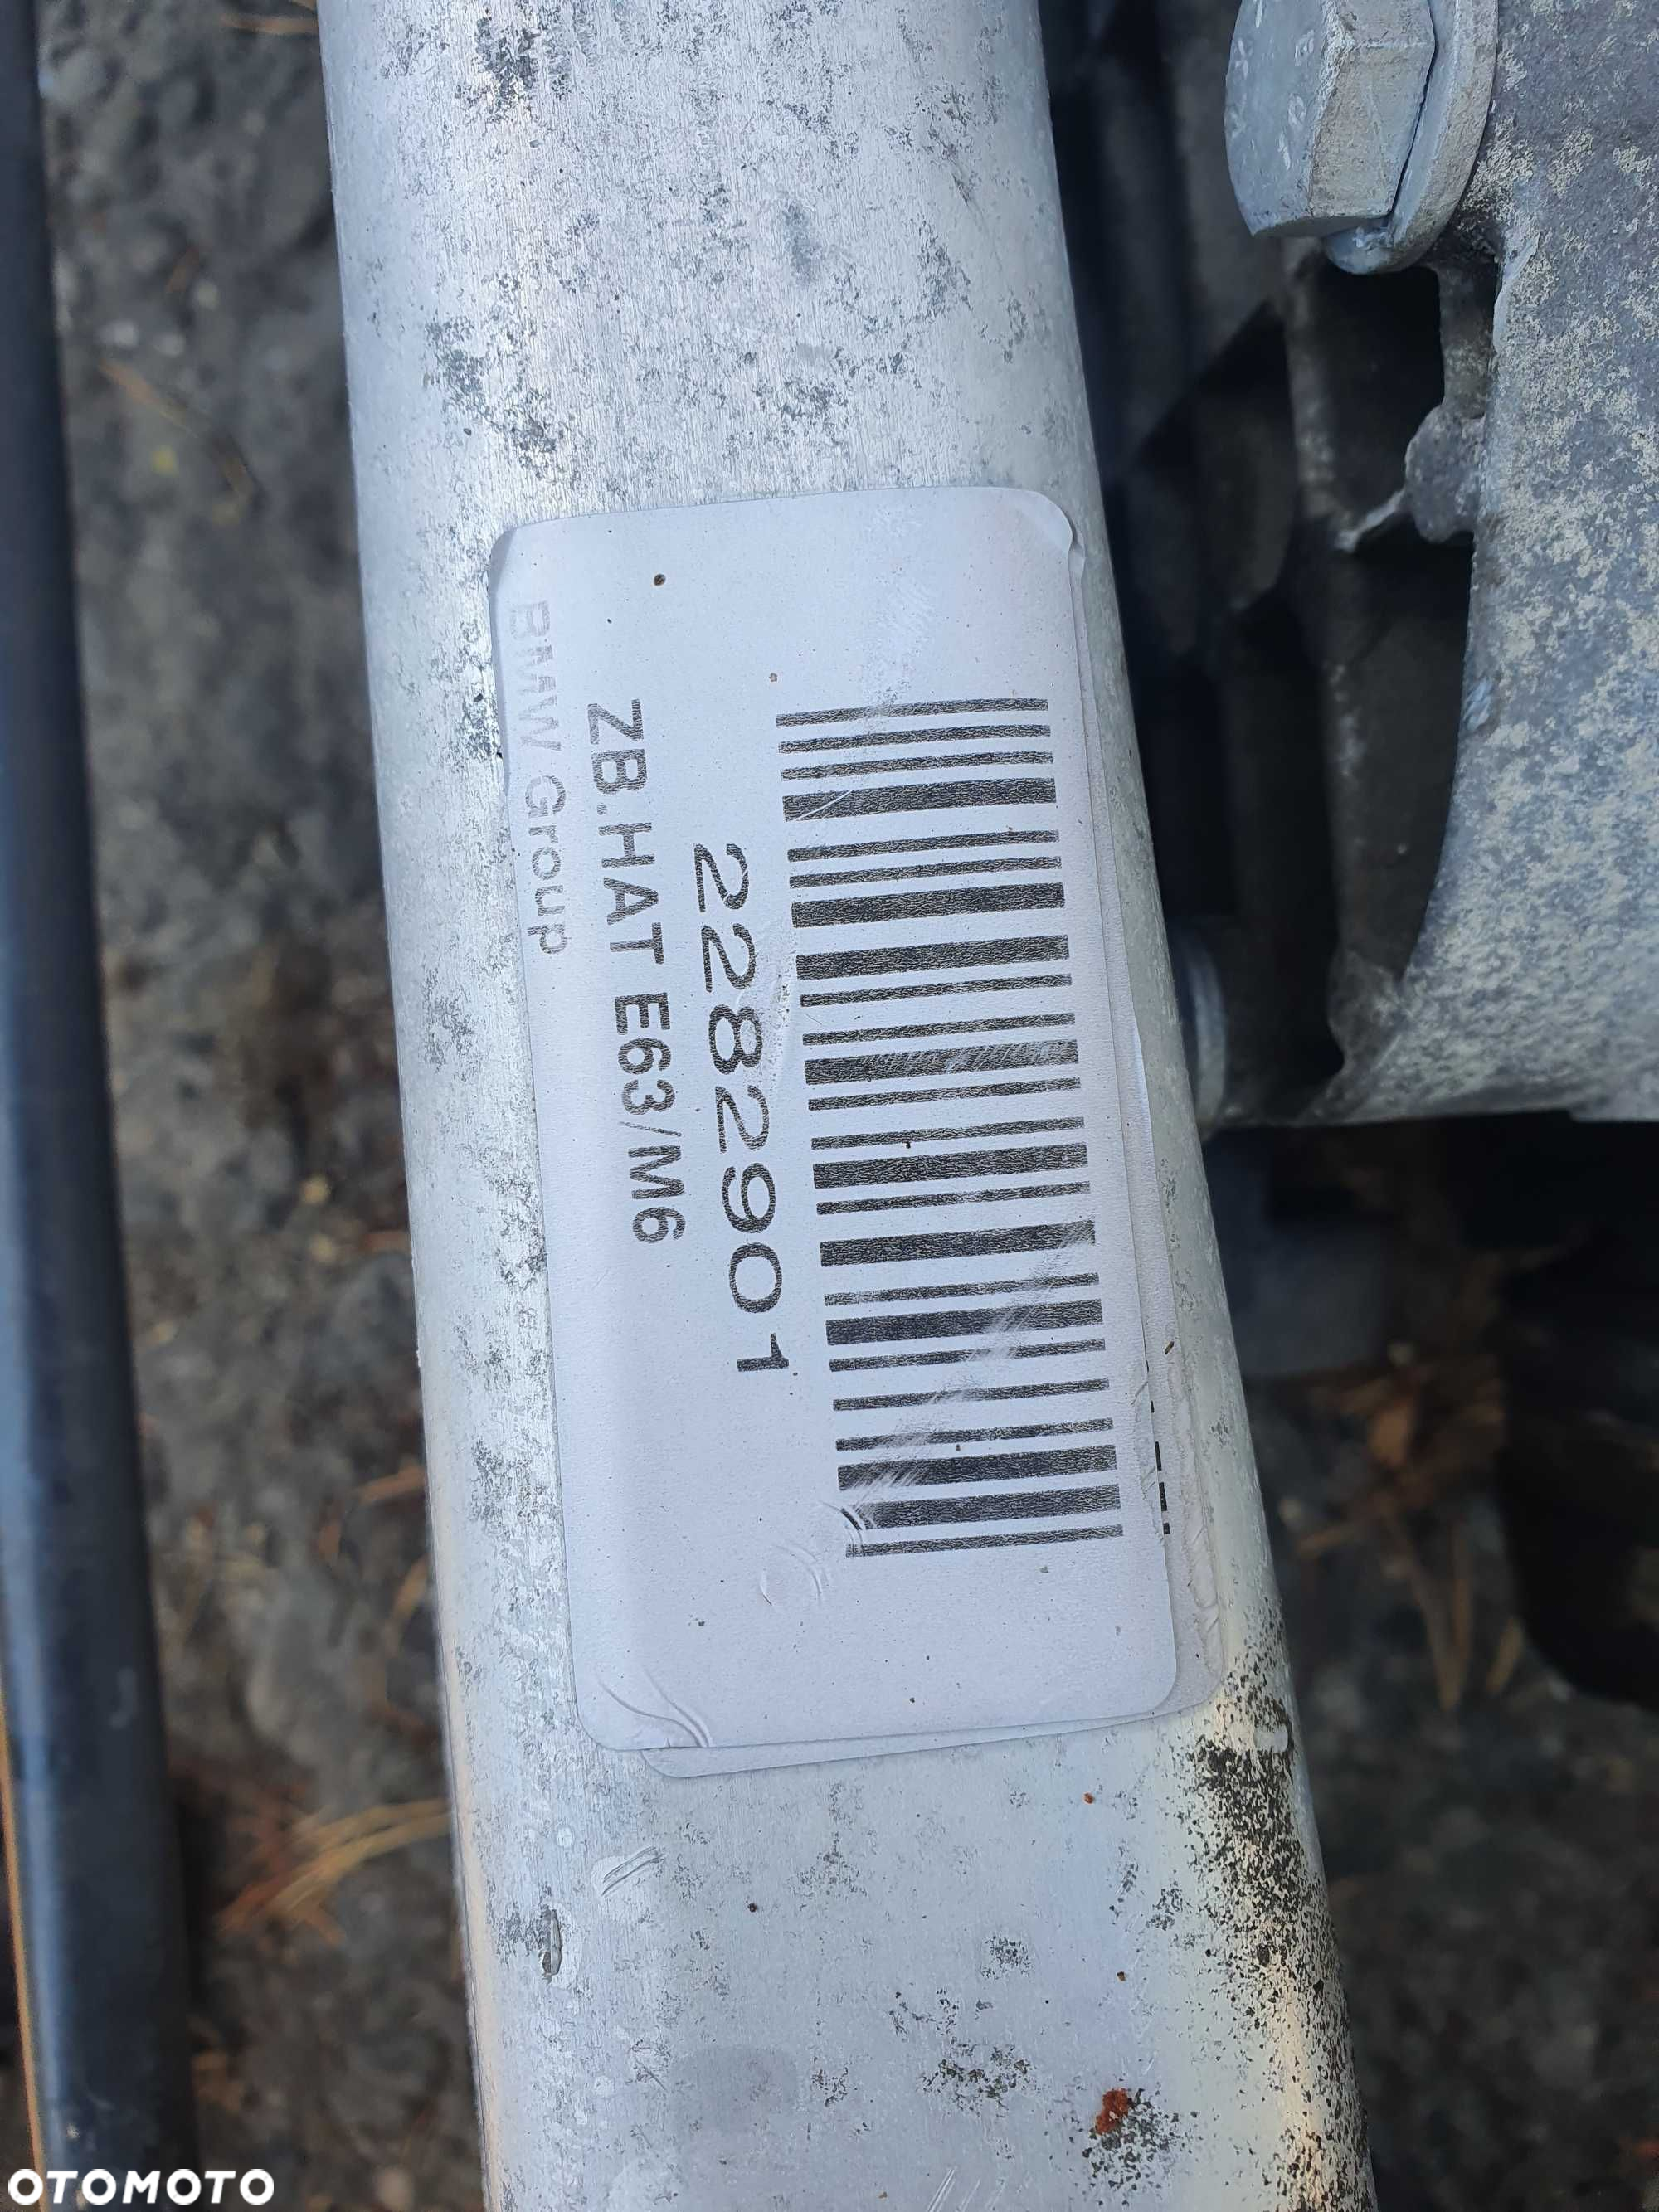 2282901
ZB.HAT E63/M6
BMW Group
OTOMOTO